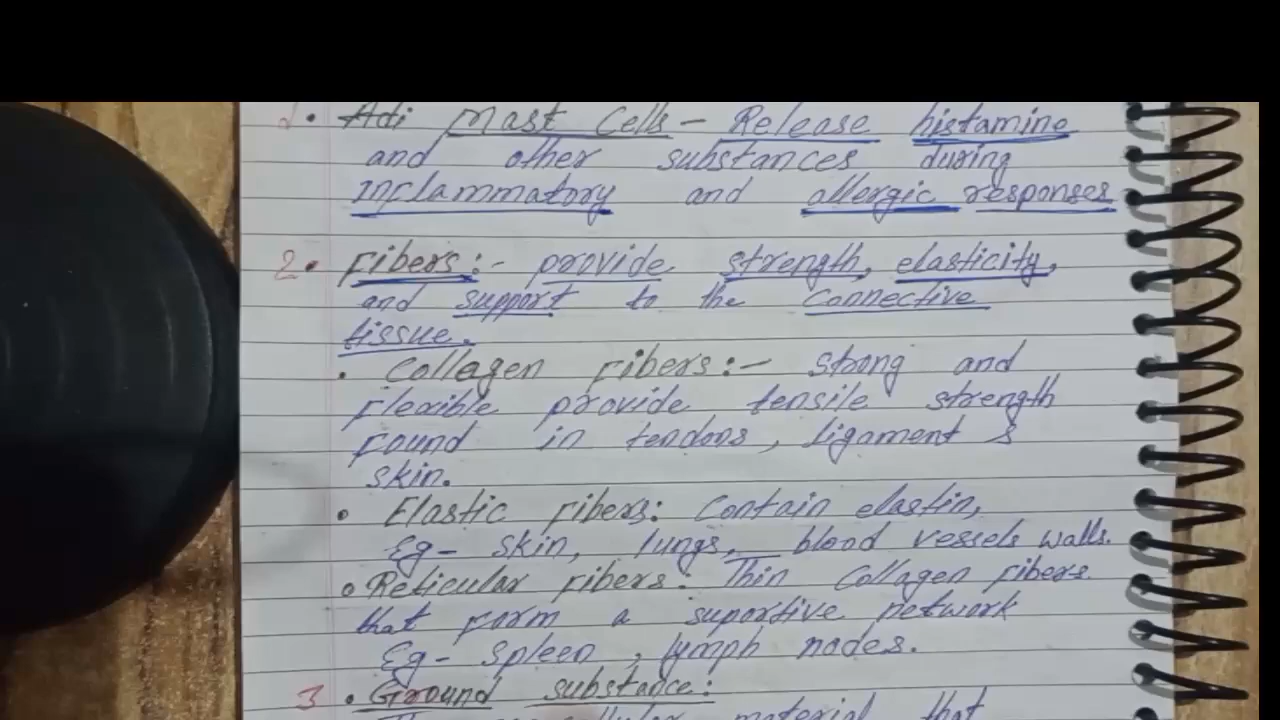 • Mast Cells - Release histamine
and other substances during
Inflammatory and allergic responses
2• Fibers:- provide strength, elasticity,
and support to the Connective
tissue.
• Collagen Fibers:- strong and
Flexible provide tensile strength
Found in tendons, ligament &
skin.
• Elastic Fibers: Contain elastin,
Eg- skin, lungs, blood vessels walls.
• Reticular Fibers: Thin Collagen Fibers
that Form a suportive network
Eg- Spleen, lymph nodes.
3 • Ground substance:
material that